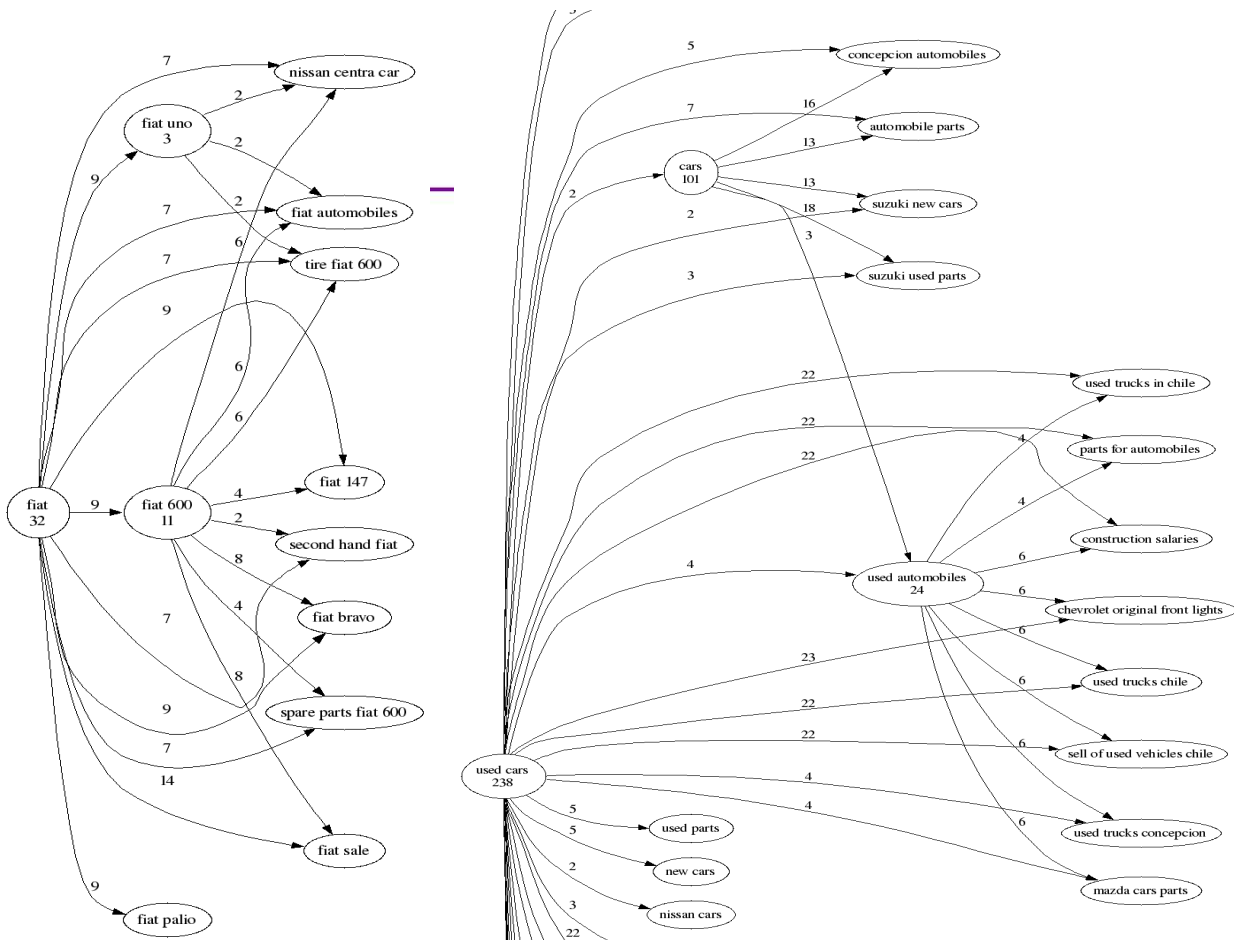 7
nissan centra car
2
fiat uno
3
2
9
2
7
fiat automobiles
6
7
tire fiat 600
9
6
6
fiat 147
fiat
32
9
fiat 600
11
4
2
second hand fiat
8
4
fiat bravo
7
8
9
spare parts fiat 600
7
14
fiat sale
9
fiat palio
5
concepcion automobiles
16
7
automobile parts
13
cars
101
13
2
18
suzuki new cars
2
3
3
suzuki used parts
22
used trucks in chile
22
4
parts for automobiles
22
4
construction salaries
4
6
used automobiles
24
6
chevrolet original front lights
6
23
6
used trucks chile
22
22
6
sell of used vehicles chile
used cars
238
4
4
6
used trucks concepcion
5
used parts
5
new cars
2
nissan cars
3
22
mazda cars parts